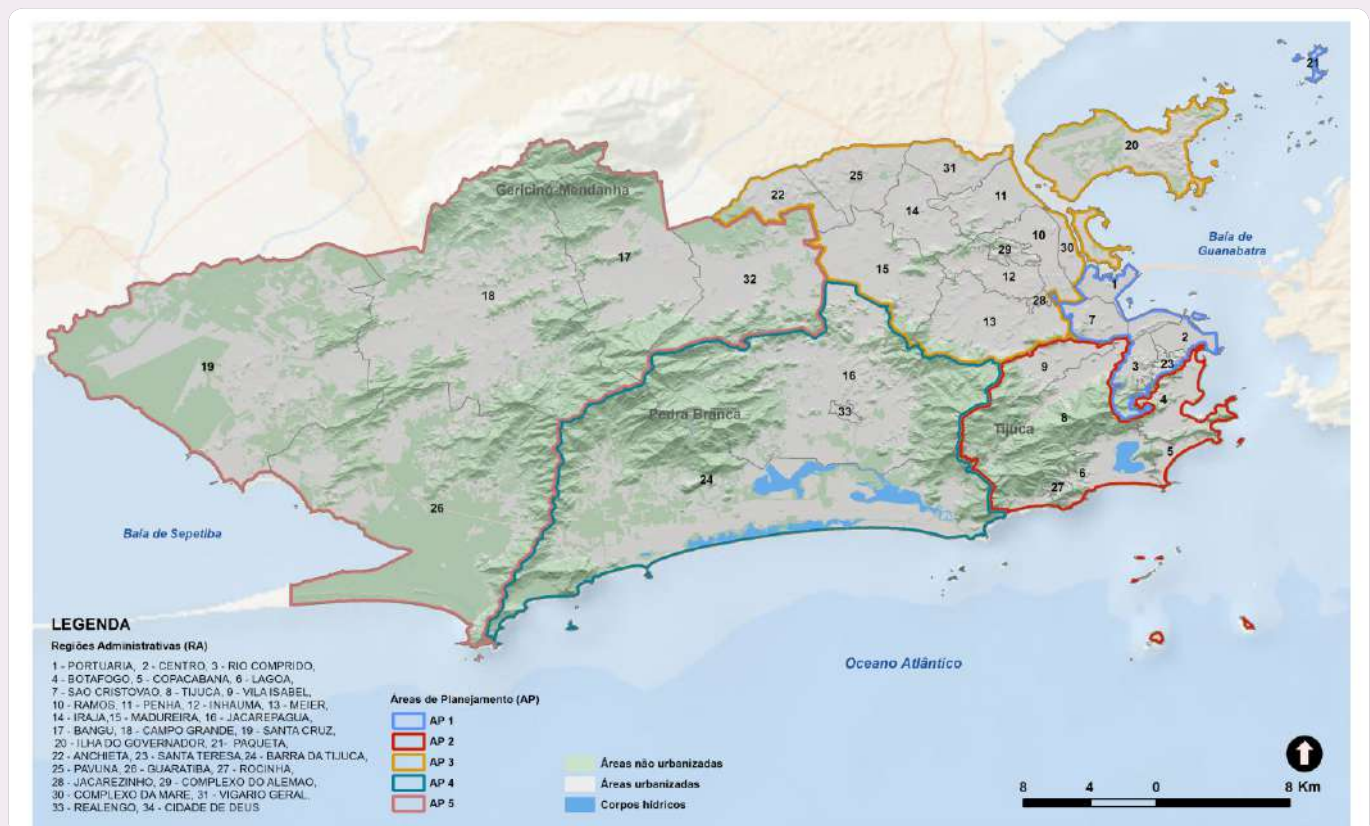 21
20
31
25
22
11
14
Gericinó-Mendanha
10
Baía de
Guanabatra
29
30
17
15
12
32
1
18
28
7
13
2
19
9
3
23
16
4
33
Pedra Branca
8
Tijuca
5
6
24
27
26
Baía de Sepetiba
Oceano Atlântico
LEGENDA
Regiões Administrativas (RA)
1 - PORTUARIA, 2 - CENTRO, 3 - RIO COMPRIDO,
4 - BOTAFOGO, 5 - COPACABANA, 6 - LAGOA,
7 - SAO CRISTOVAO, 8 - TIJUCA, 9 - VILA ISABEL,
10 - RAMOS, 11 - PENHA, 12 - INHAUMA, 13 - MEIER,
14 - IRAJA,15 - MADUREIRA, 16 - JACAREPAGUA,
17 - BANGU, 18 - CAMPO GRANDE, 19 - SANTA CRUZ,
20 - ILHA DO GOVERNADOR, 21- PAQUETA,
22 - ANCHIETA, 23 - SANTA TERESA,24 - BARRA DA TIJUCA,
25 - PAVUNA, 26 - GUARATIBA, 27 - ROCINHA,
28 - JACAREZINHO, 29 - COMPLEXO DO ALEMAO,
30 - COMPLEXO DA MARE, 31 - VIGARIO GERAL,
33 - REALENGO, 34 - CIDADE DE DEUS
Áreas de Planejamento (AP)
AP 1
AP 2
AP 3
AP 4
AP 5
Áreas não urbanizadas
Áreas urbanizadas
Corpos hídricos
8 4 0 8 Km